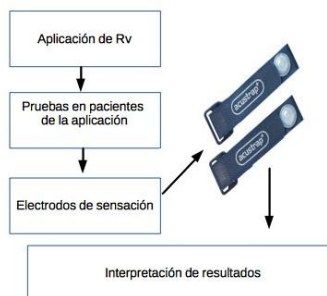 Aplicación de Rv
Pruebas en pacientes
de la aplicación
Electrodos de sensación
acustrap
acustrap
Interpretación de resultados